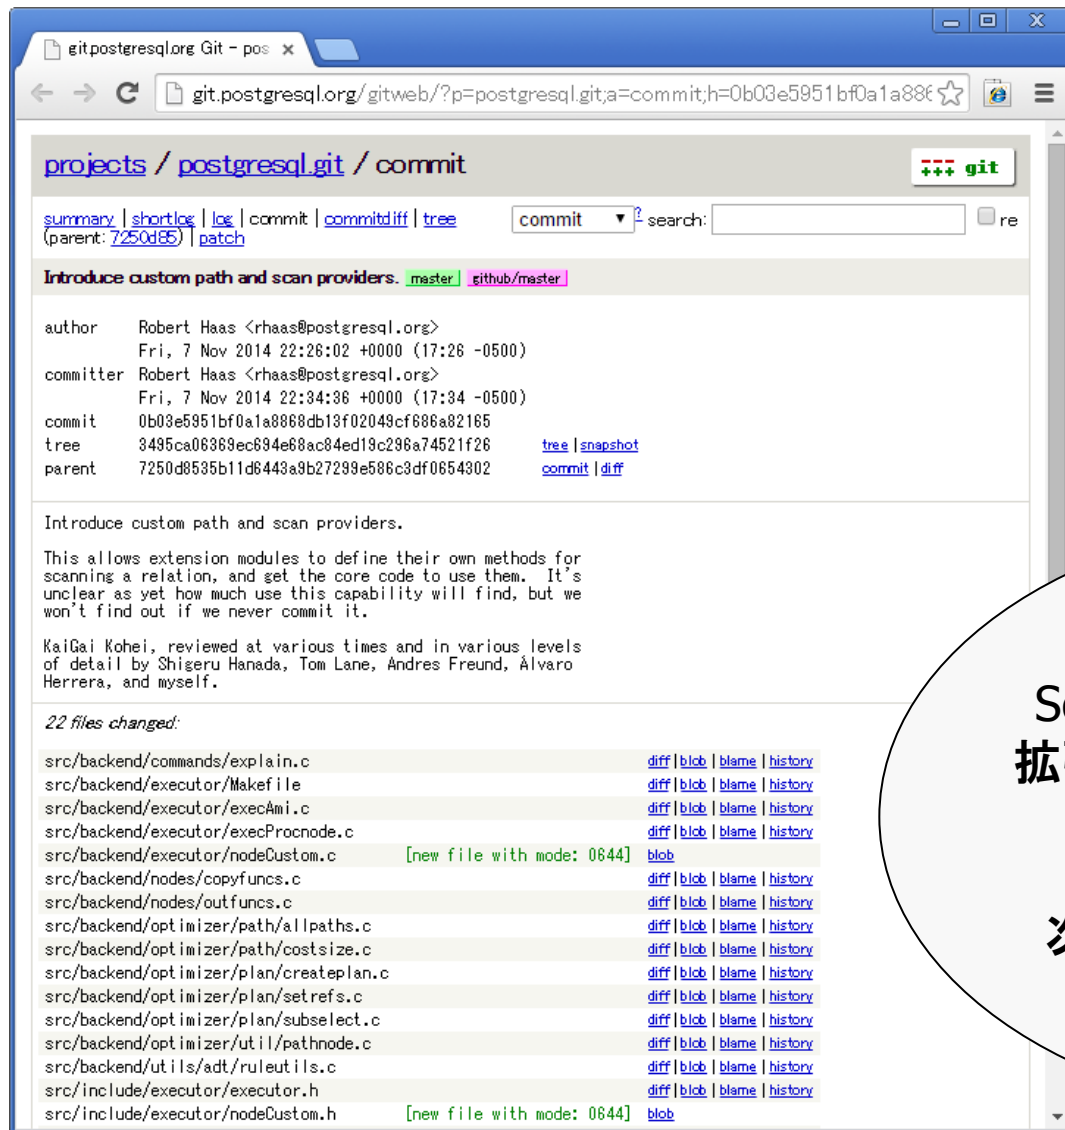 git.postgresql.org Git - pos
git.postgresql.org/gitweb/?p=postgresql.git;a=commit;h=0b03e5951bf0a1a886
projects / postgresql.git / commit
git
summary | shortlog | log | commit | commitdiff | tree
commit ? search: re
(parent: 7250d85) | patch
Introduce custom path and scan providers. master github/master
author Robert Haas <rhaas@postgresql.org>
Fri, 7 Nov 2014 22:26:02 +0000 (17:26 -0500)
committer Robert Haas <rhaas@postgresql.org>
Fri, 7 Nov 2014 22:34:36 +0000 (17:34 -0500)
commit 0b03e5951bf0a1a8868db13f02049cf686a82165
tree 3495ca06369ec694e68ac84ed19c296a74521f26 tree | snapshot
parent 7250d8535b11d6443a9b27299e586c3df0654302 commit | diff
Introduce custom path and scan providers.
This allows extension modules to define their own methods for
scanning a relation, and get the core code to use them. It's
unclear as yet how much use this capability will find, but we
won't find out if we never commit it.
KaiGai Kohei, reviewed at various times and in various levels
of detail by Shigeru Hanada, Tom Lane, Andres Freund, Álvaro
Herrera, and myself.
22 files changed:
src/backend/commands/explain.c diff | blob | blame | history
src/backend/executor/Makefile diff | blob | blame | history
src/backend/executor/execAmi.c diff | blob | blame | history
src/backend/executor/execProcnode.c diff | blob | blame | history
src/backend/executor/nodeCustom.c [new file with mode: 0644] blob
src/backend/nodes/copyfuncs.c diff | blob | blame | history
src/backend/nodes/outfuncs.c diff | blob | blame | history
src/backend/optimizer/path/allpaths.c diff | blob | blame | history
src/backend/optimizer/path/costsize.c diff | blob | blame | history
src/backend/optimizer/plan/createplan.c diff | blob | blame | history
src/backend/optimizer/plan/setrefs.c diff | blob | blame | history
src/backend/optimizer/plan/subselect.c diff | blob | blame | history
src/backend/optimizer/util/pathnode.c diff | blob | blame | history
src/backend/utils/adt/ruleutils.c diff | blob | blame | history
src/include/executor/executor.h diff | blob | blame | history
src/include/executor/nodeCustom.h [new file with mode: 0644] blob
拡